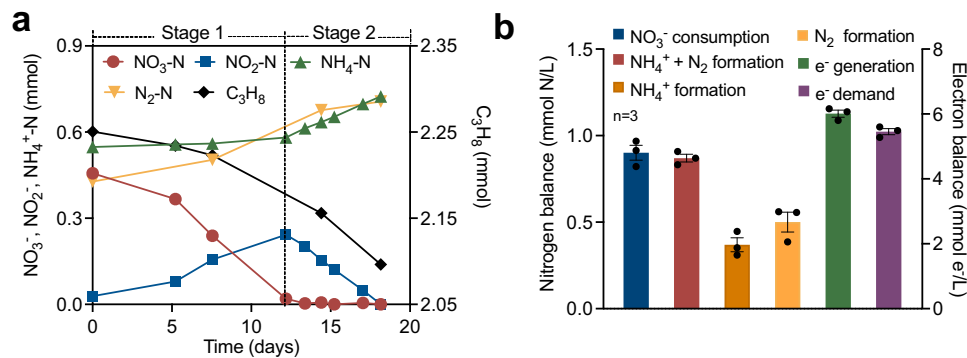 a
Stage 1
Stage 2
NO₃-N
NO₂-N
NH₄-N
N₂-N
C₃H₈
NO₃⁻, NO₂⁻, NH₄⁺-N (mmol)
0.9
0.6
0.3
0.0
2.35
2.25
2.15
2.05
C₃H₈ (mmol)
0
5
10
15
20
Time (days)
b
NO₃⁻ consumption
NH₄⁺ + N₂ formation
NH₄⁺ formation
N₂ formation
e⁻ generation
e⁻ demand
n=3
Nitrogen balance (mmol N/L)
1.5
1.0
0.5
0.0
8
6
4
2
0
Electron balance (mmol e⁻/L)